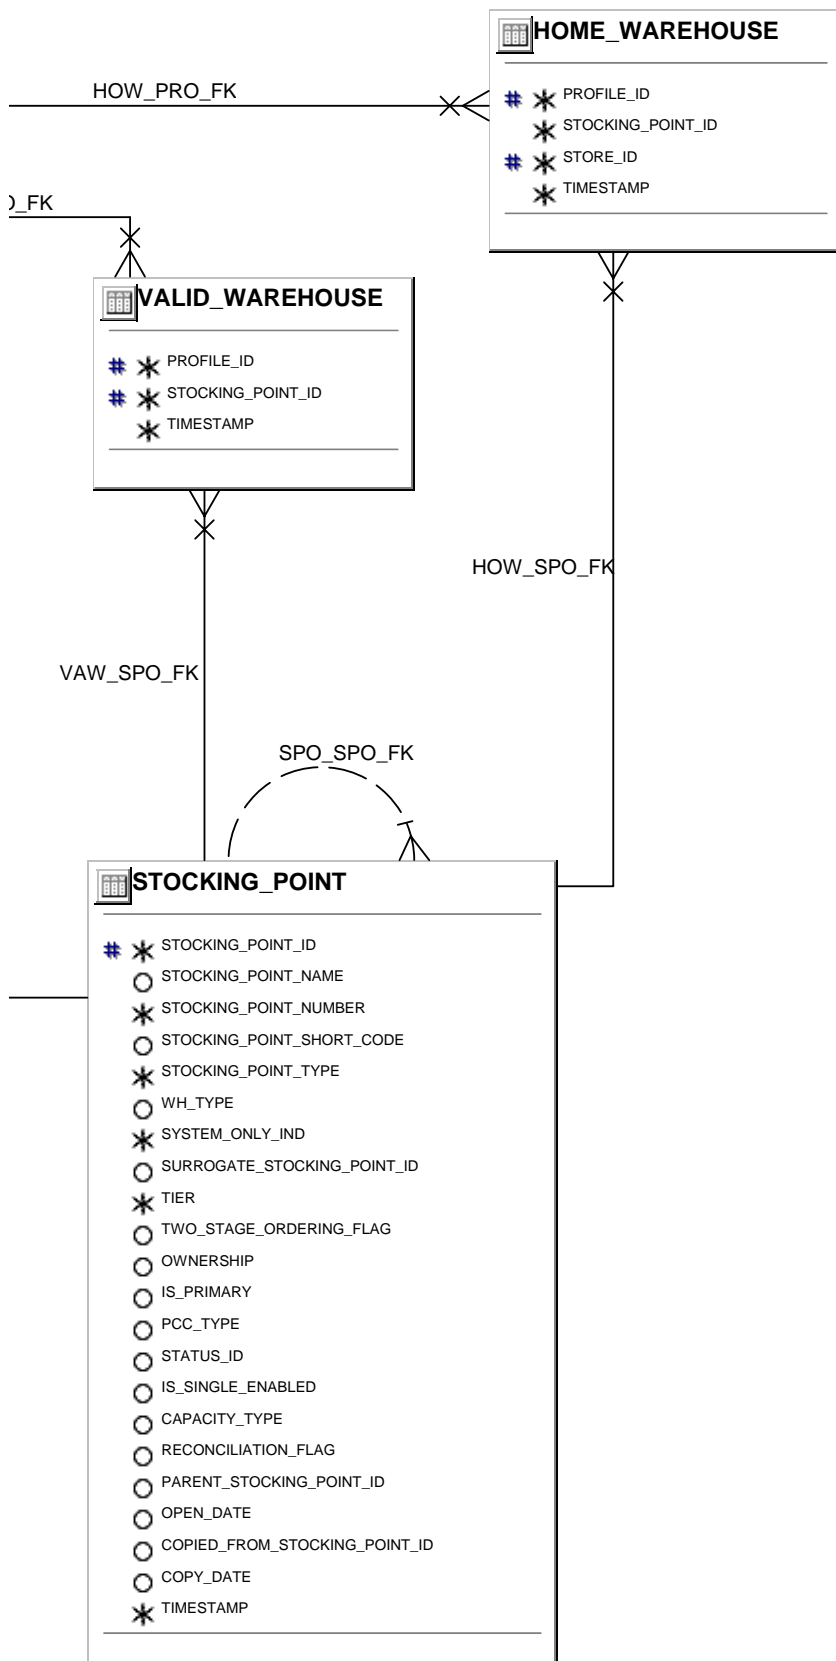 HOME_WAREHOUSE
HOW_PRO_FK
# * PROFILE_ID
* STOCKING_POINT_ID
# * STORE_ID
* TIMESTAMP
O_FK
VALID_WAREHOUSE
# * PROFILE_ID
# * STOCKING_POINT_ID
* TIMESTAMP
HOW_SPO_FK
VAW_SPO_FK
SPO_SPO_FK
STOCKING_POINT
# * STOCKING_POINT_ID
STOCKING_POINT_NAME
* STOCKING_POINT_NUMBER
STOCKING_POINT_SHORT_CODE
* STOCKING_POINT_TYPE
WH_TYPE
* SYSTEM_ONLY_IND
SURROGATE_STOCKING_POINT_ID
* TIER
TWO_STAGE_ORDERING_FLAG
OWNERSHIP
IS_PRIMARY
PCC_TYPE
STATUS_ID
IS_SINGLE_ENABLED
CAPACITY_TYPE
RECONCILIATION_FLAG
PARENT_STOCKING_POINT_ID
OPEN_DATE
COPIED_FROM_STOCKING_POINT_ID
COPY_DATE
* TIMESTAMP